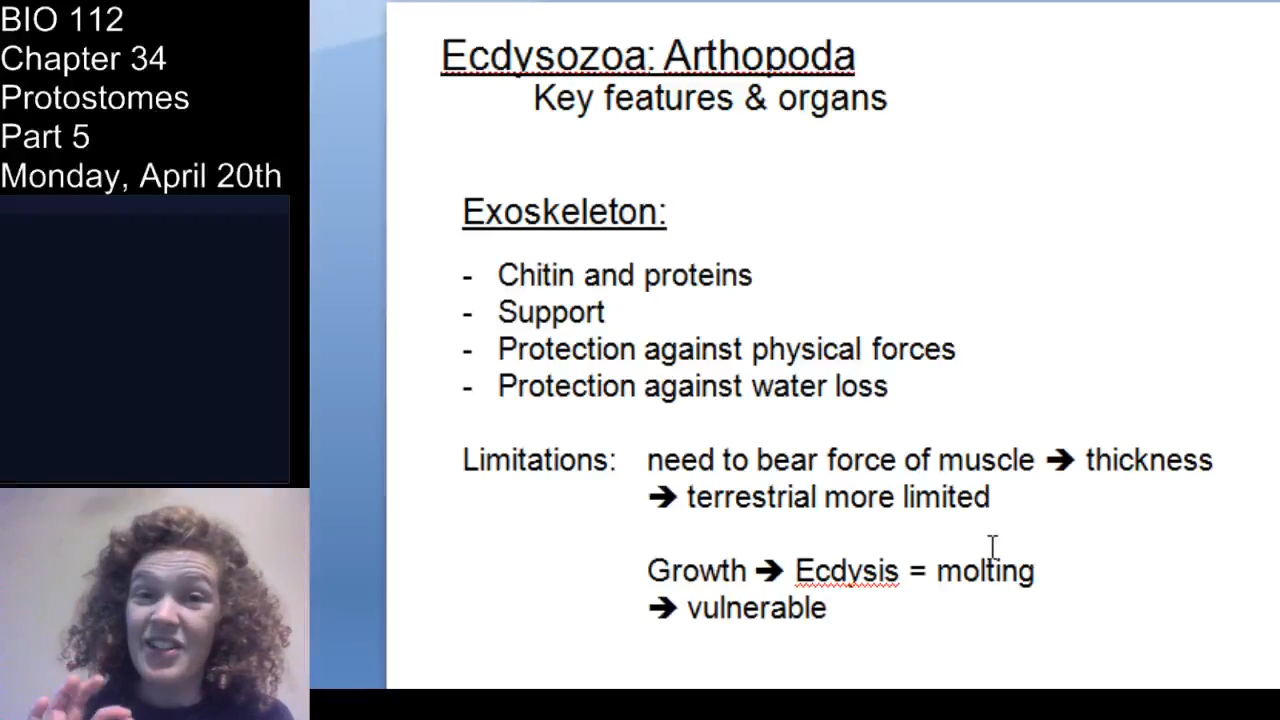 BIO 112
Chapter 34
Protostomes
Part 5
Monday, April 20th
Ecdysozoa: Arthopoda
Key features & organs
Exoskeleton:
- Chitin and proteins
- Support
- Protection against physical forces
- Protection against water loss
Limitations: need to bear force of muscle → thickness
→ terrestrial more limited
Growth → Ecdysis = molting
→ vulnerable